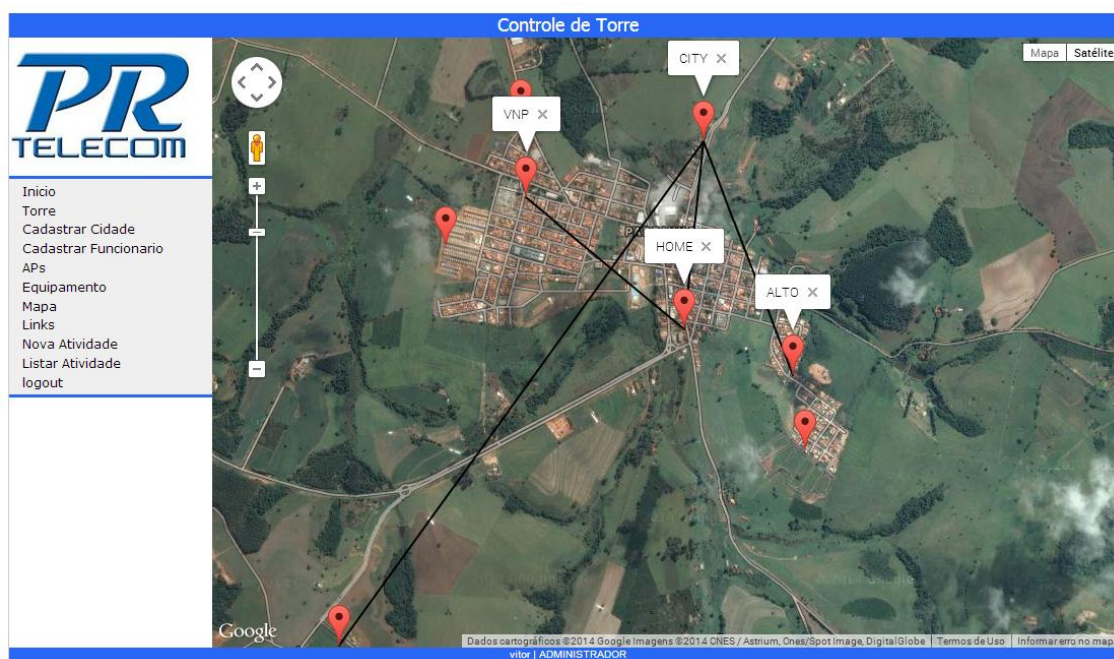 Controle de Torre
PR
TELECOM
Inicio
Torre
Cadastrar Cidade
Cadastrar Funcionario
APs
Equipamento
Mapa
Links
Nova Atividade
Listar Atividade
logout
Mapa
Satélite
CITY ×
VNP ×
HOME ×
ALTO ×
Google
Dados cartográficos ©2014 Google Imagens ©2014 CNES / Astrium, Cnes/Spot Image, DigitalGlobe
Termos de Uso
Informar erro no map
vitor | ADMINISTRADOR